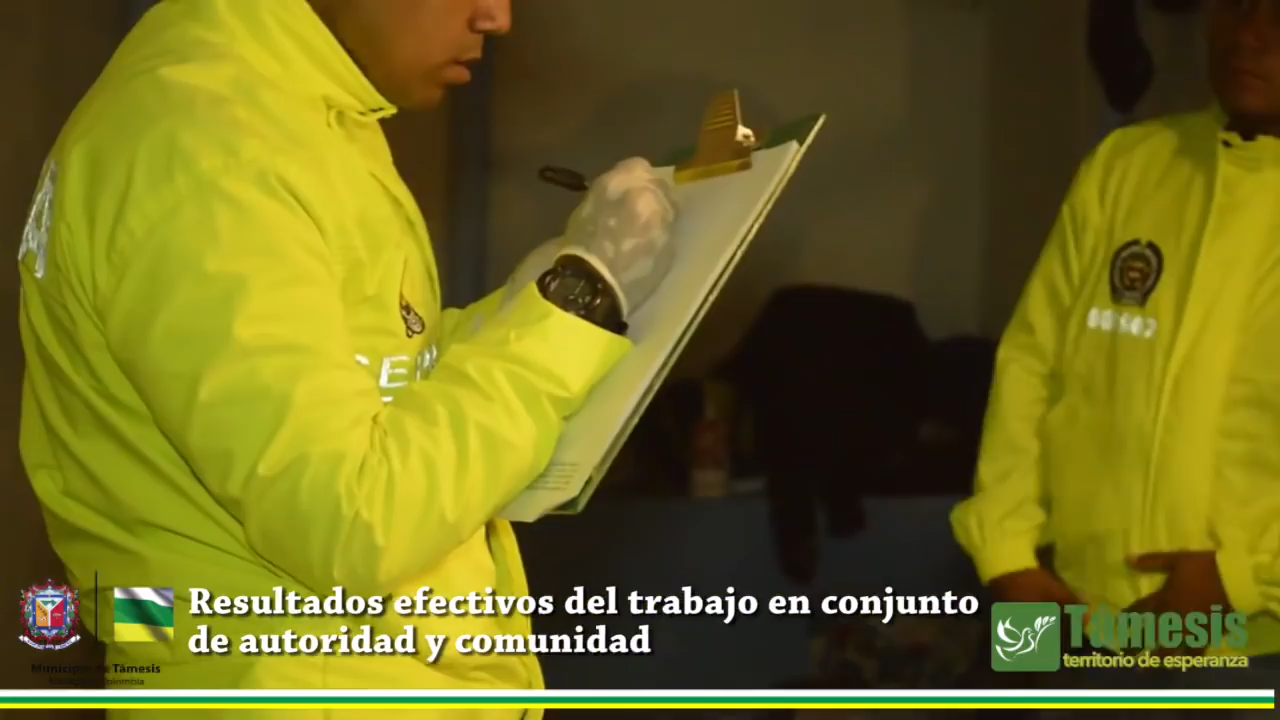 Resultados efectivos del trabajo en conjunto
de autoridad y comunidad
Támesis
territorio de esperanza
Municipio de Támesis